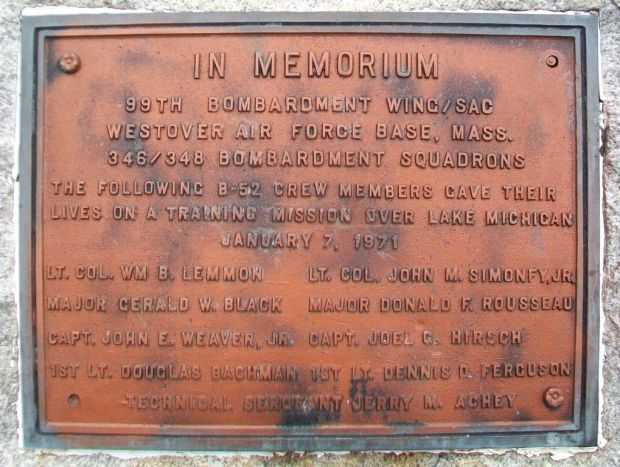 IN MEMORIUM
99TH BOMBARDMENT WING/SAC
WESTOVER AIR FORCE BASE, MASS.
346/348 BOMBARDMENT SQUADRONS
THE FOLLOWING B-52 CREW MEMBERS GAVE THEIR
LIVES ON A TRAINING MISSION OVER LAKE MICHIGAN
JANUARY 7, 1971
LT. COL. WM B. LEMMON LT. COL. JOHN M. SIMONFY, JR.
MAJOR GERALD W. BLACK MAJOR DONALD F. ROUSSEAU
CAPT. JOHN E. WEAVER, JR. CAPT. JOEL G. HIRSCH
1ST LT. DOUGLAS BACHMAN 1ST LT. DENNIS D. FERGUSON
TECHNICAL SERGEANT JERRY M. ACHEY